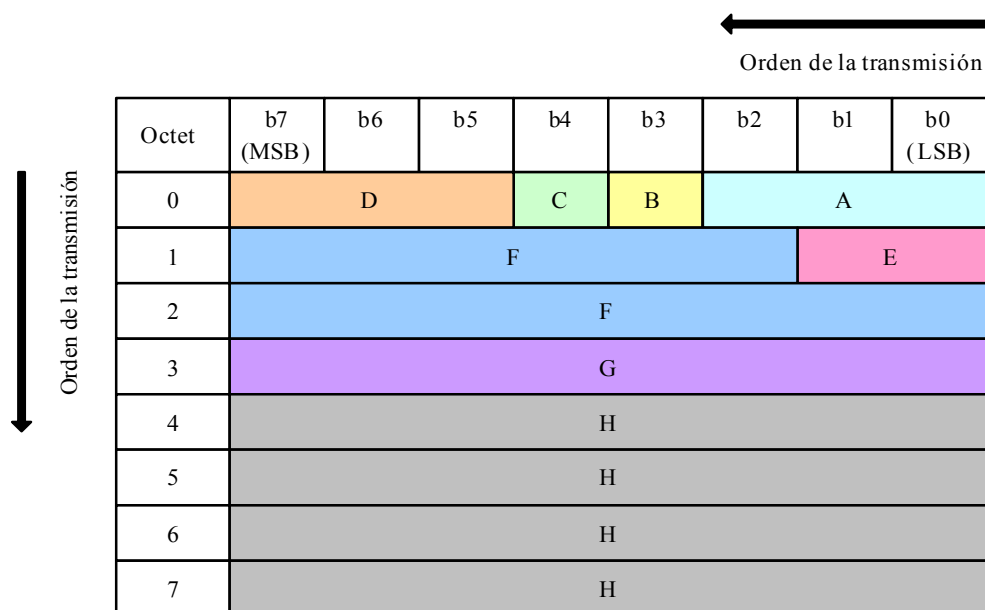 Orden de la transmisión
Octet b7 (MSB) b6 b5 b4 b3 b2 b1 b0 (LSB)
Orden de la transmisión
0 D C B A
1 F E
2 F
3 G
4 H
5 H
6 H
7 H